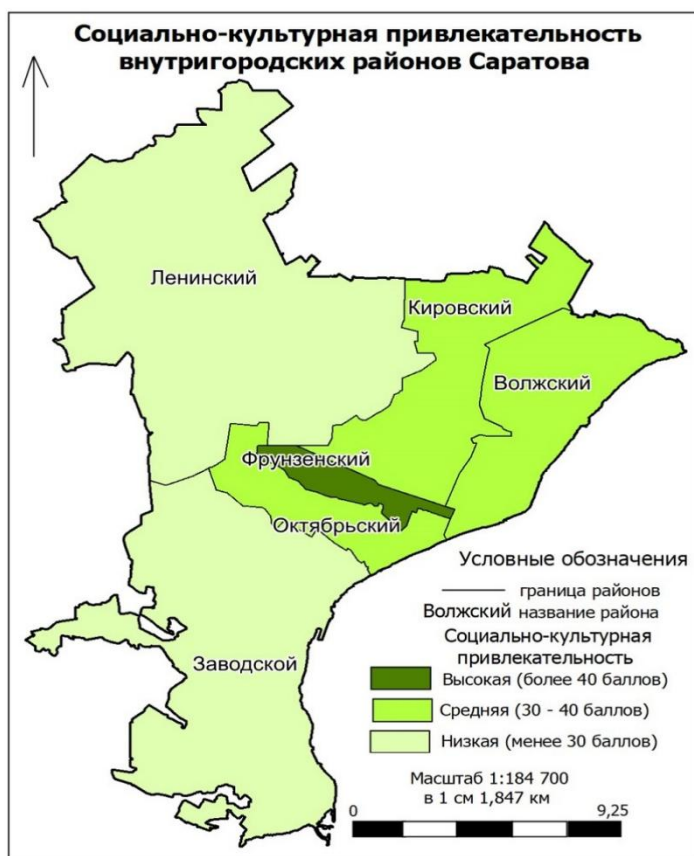 Социально-культурная привлекательность
внутригородских районов Саратова
Ленинский
Кировский
Волжский
Фрунзенский
Октябрьский
Заводской
Условные обозначения
граница районов
Волжский название района
Социально-культурная
привлекательность
Высокая (более 40 баллов)
Средняя (30 - 40 баллов)
Низкая (менее 30 баллов)
Масштаб 1:184 700
в 1 см 1,847 км
0 9,25